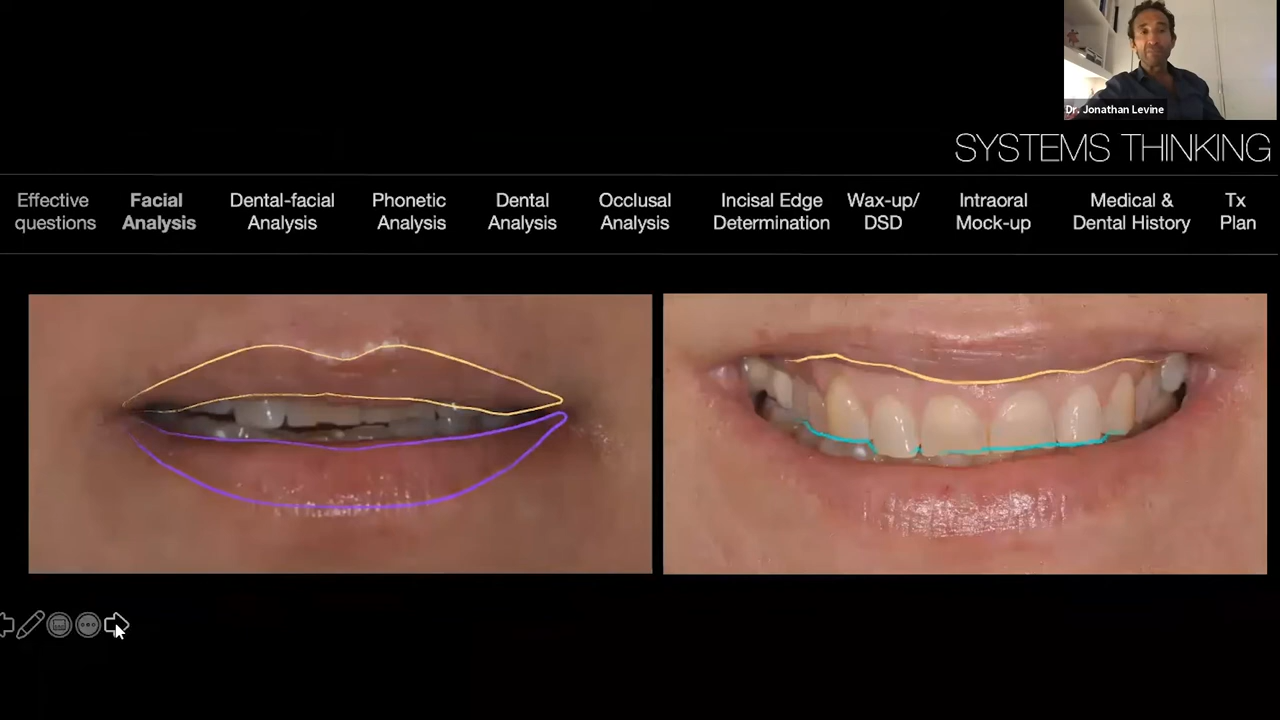 Dr. Jonathan Levine
SYSTEMS THINKING
Effective questions
Facial Analysis
Dental-facial Analysis
Phonetic Analysis
Dental Analysis
Occlusal Analysis
Incisal Edge Determination
Wax-up/ DSD
Intraoral Mock-up
Medical & Dental History
Tx Plan